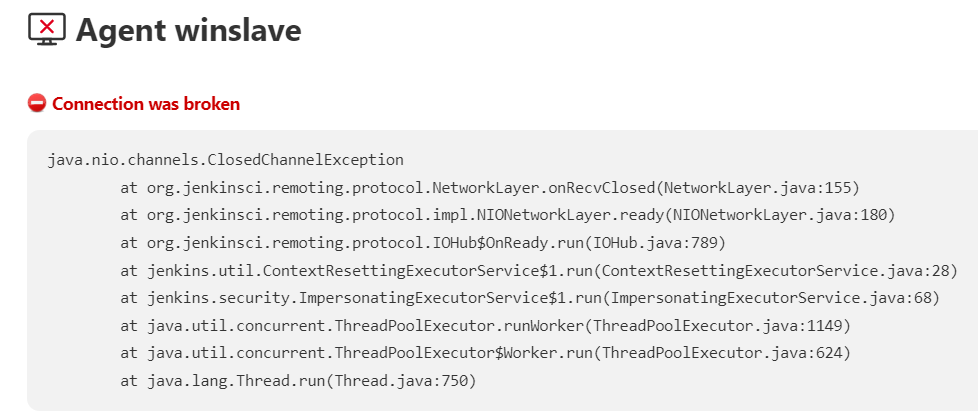 Agent winslave
Connection was broken
java.nio.channels.ClosedChannelException
at org.jenkinsci.remoting.protocol.NetworkLayer.onRecvClosed(NetworkLayer.java:155)
at org.jenkinsci.remoting.protocol.impl.NIONetworkLayer.ready(NIONetworkLayer.java:180)
at org.jenkinsci.remoting.protocol.IOHub$OnReady.run(IOHub.java:789)
at jenkins.util.ContextResettingExecutorService$1.run(ContextResettingExecutorService.java:28)
at jenkins.security.ImpersonatingExecutorService$1.run(ImpersonatingExecutorService.java:68)
at java.util.concurrent.ThreadPoolExecutor.runWorker(ThreadPoolExecutor.java:1149)
at java.util.concurrent.ThreadPoolExecutor$Worker.run(ThreadPoolExecutor.java:624)
at java.lang.Thread.run(Thread.java:750)